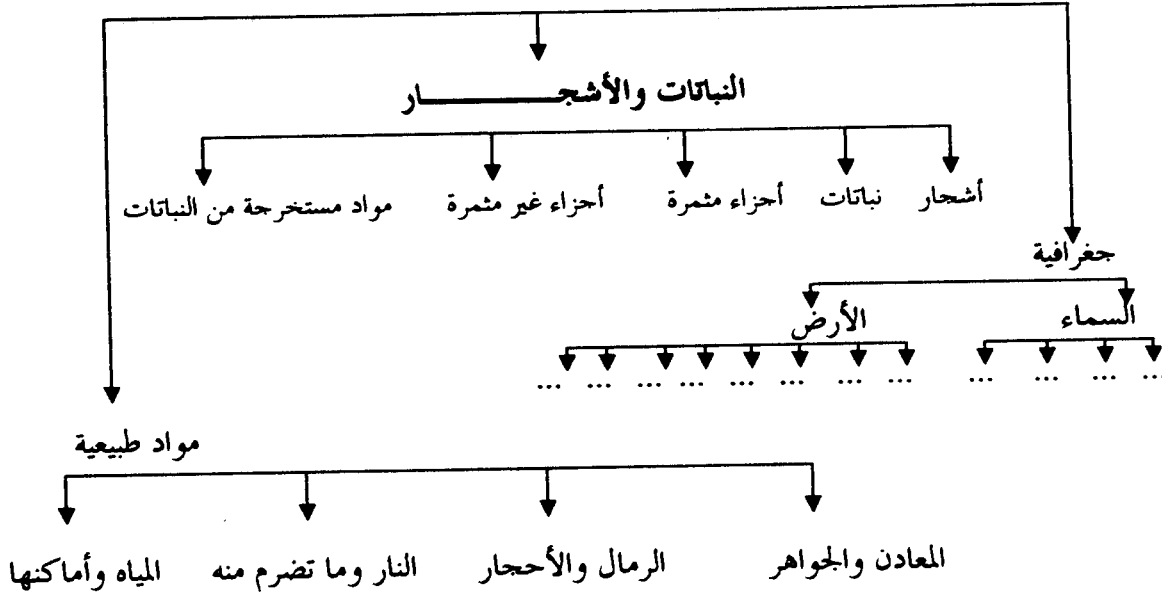 النباتات والأشجـــــــــار
أشجار نباتات أجزاء مثمرة أجزاء غير مثمرة مواد مستخرجة من النباتات
جغرافية
السماء الأرض
... ... ... ... ... ... ... ... ... ... ... ...
مواد طبيعية
المعادن والجواهر الرمال والأحجار النار وما تضرم منه المياه وأماكنها